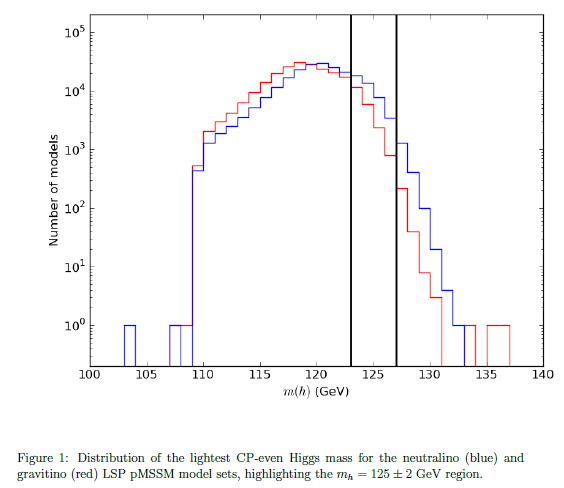 10^5
10^4
10^3
10^2
10^1
10^0
Number of models
100 105 110 115 120 125 130 135 140
m(h) (GeV)
Figure 1: Distribution of the lightest CP-even Higgs mass for the neutralino (blue) and
gravitino (red) LSP pMSSM model sets, highlighting the m_h = 125 ± 2 GeV region.